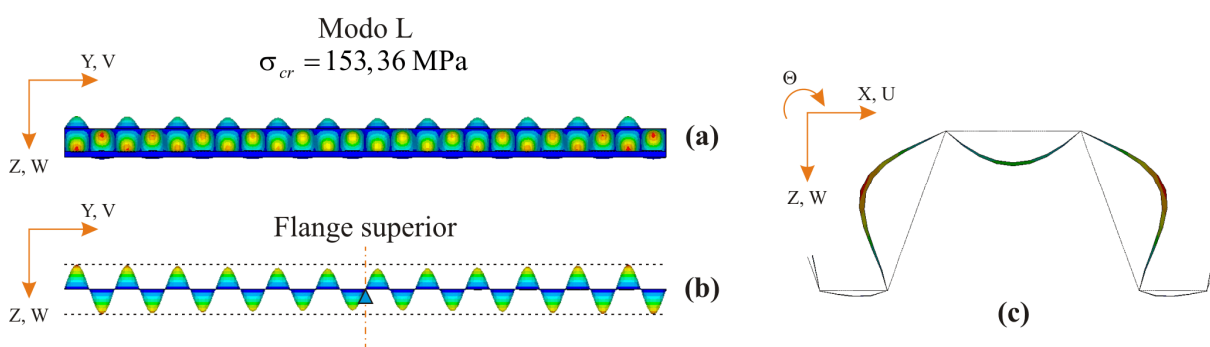 Modo L
σcr = 153,36 MPa
Y, V
Z, W
(a)
Y, V
Flange superior
Z, W
(b)
Θ
X, U
Z, W
(c)